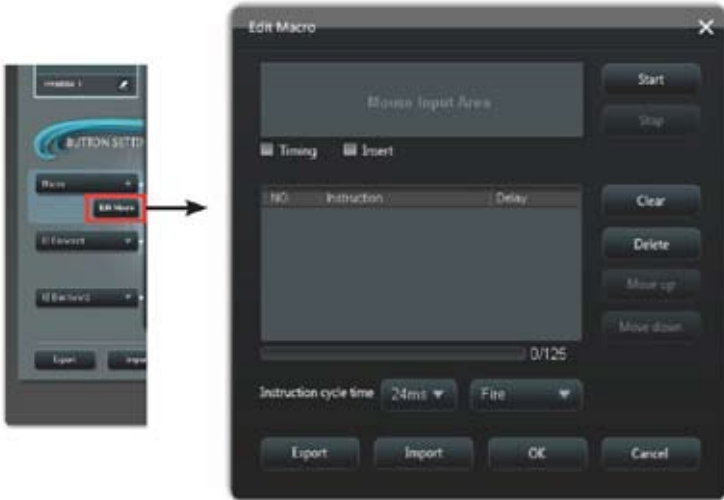 BUTTON SETTI
Macro
Edit Macro
Export
Edit Macro
Mouse Input Area
Start
Stop
Timing
Insert
NO Instruction Delay
Clear
Delete
Move up
Move down
0/125
Instruction cycle time 24ms Fire
Export Import OK Cancel